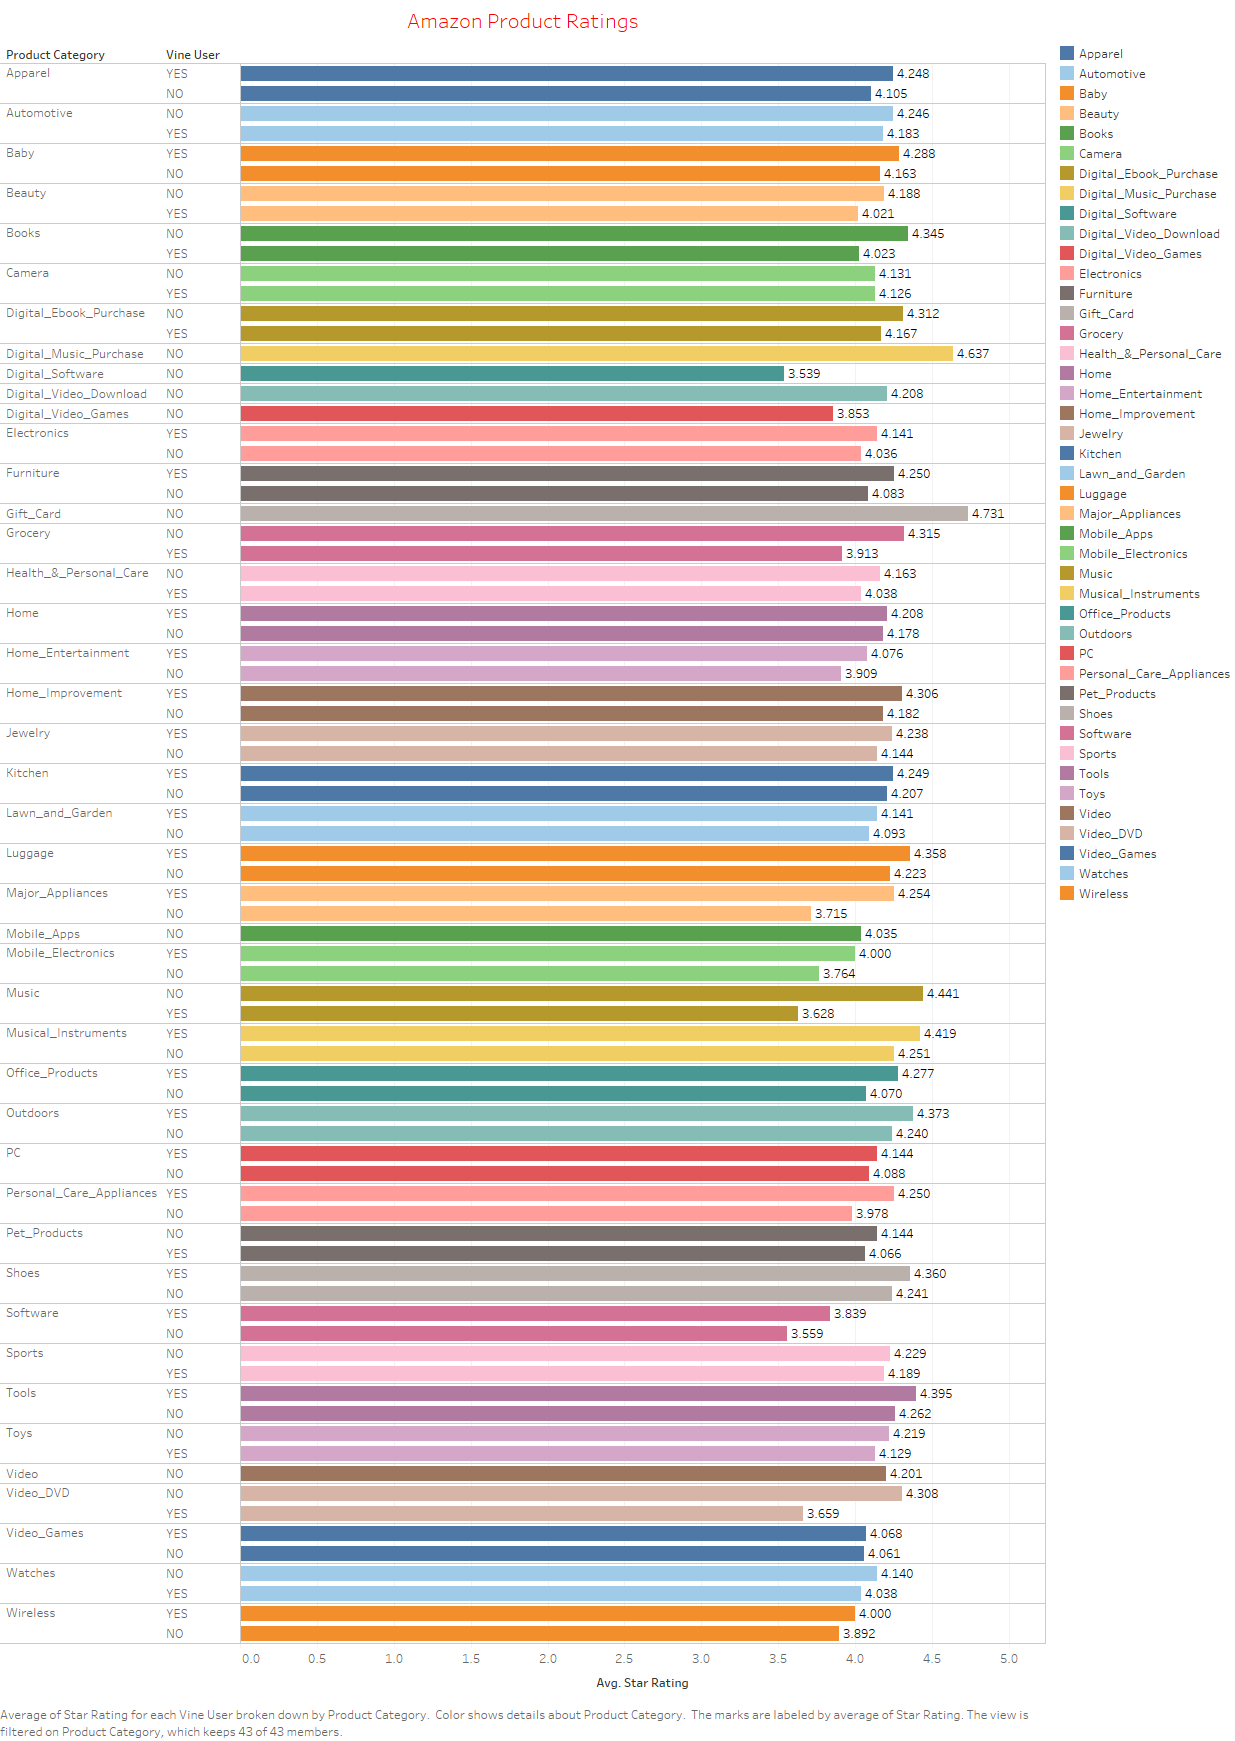 Amazon Product Ratings
Product Category Vine User
Apparel YES 4.248
NO 4.105
Automotive NO 4.246
YES 4.183
Baby YES 4.288
NO 4.163
Beauty NO 4.188
YES 4.021
Books NO 4.345
YES 4.023
Camera NO 4.131
YES 4.126
Digital_Ebook_Purchase NO 4.312
YES 4.167
Digital_Music_Purchase NO 4.637
Digital_Software NO 3.539
Digital_Video_Download NO 4.208
Digital_Video_Games NO 3.853
Electronics YES 4.141
NO 4.036
Furniture YES 4.250
NO 4.083
Gift_Card NO 4.731
Grocery NO 4.315
YES 3.913
Health_&_Personal_Care NO 4.163
YES 4.038
Home YES 4.208
NO 4.178
Home_Entertainment YES 4.076
NO 3.909
Home_Improvement YES 4.306
NO 4.182
Jewelry YES 4.238
NO 4.144
Kitchen YES 4.249
NO 4.207
Lawn_and_Garden YES 4.141
NO 4.093
Luggage YES 4.358
NO 4.223
Major_Appliances YES 4.254
NO 3.715
Mobile_Apps NO 4.035
Mobile_Electronics YES 4.000
NO 3.764
Music NO 4.441
YES 3.628
Musical_Instruments YES 4.419
NO 4.251
Office_Products YES 4.277
NO 4.070
Outdoors YES 4.373
NO 4.240
PC YES 4.144
NO 4.088
Personal_Care_Appliances YES 4.250
NO 3.978
Pet_Products NO 4.144
YES 4.066
Shoes YES 4.360
NO 4.241
Software YES 3.839
NO 3.559
Sports NO 4.229
YES 4.189
Tools YES 4.395
NO 4.262
Toys NO 4.219
YES 4.129
Video NO 4.201
Video_DVD NO 4.308
YES 3.659
Video_Games YES 4.068
NO 4.061
Watches NO 4.140
YES 4.038
Wireless YES 4.000
NO 3.892
0.0 0.5 1.0 1.5 2.0 2.5 3.0 3.5 4.0 4.5 5.0
Avg. Star Rating
Apparel
Automotive
Baby
Beauty
Books
Camera
Digital_Ebook_Purchase
Digital_Music_Purchase
Digital_Software
Digital_Video_Download
Digital_Video_Games
Electronics
Furniture
Gift_Card
Grocery
Health_&_Personal_Care
Home
Home_Entertainment
Home_Improvement
Jewelry
Kitchen
Lawn_and_Garden
Luggage
Major_Appliances
Mobile_Apps
Mobile_Electronics
Music
Musical_Instruments
Office_Products
Outdoors
PC
Personal_Care_Appliances
Pet_Products
Shoes
Software
Sports
Tools
Toys
Video
Video_DVD
Video_Games
Watches
Wireless
Average of Star Rating for each Vine User broken down by Product Category. Color shows details about Product Category. The marks are labeled by average of Star Rating. The view is
filtered on Product Category, which keeps 43 of 43 members.